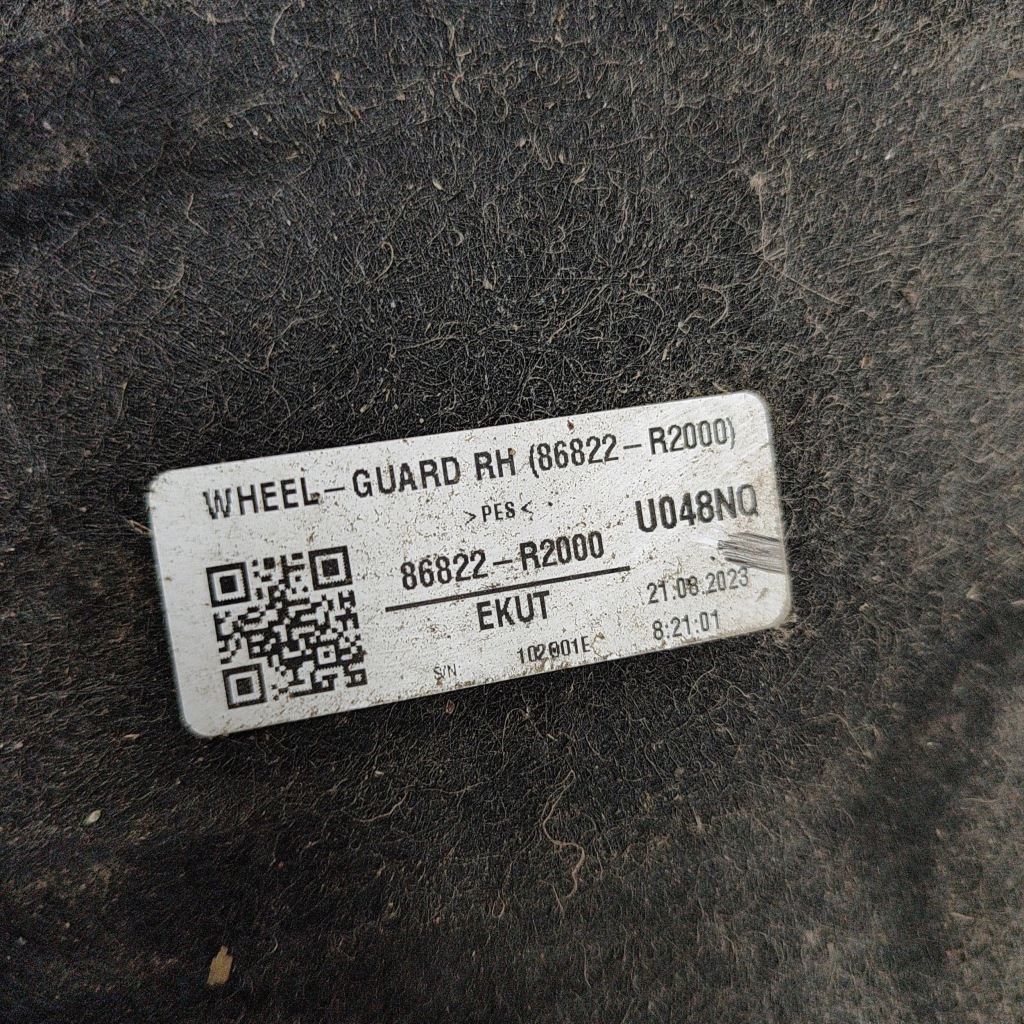 WHEEL-GUARD RH (86822-R2000)
>PES<
U048NQ
86822-R2000
EKUT
21.08.2023
8:21:01
S/N 102001E